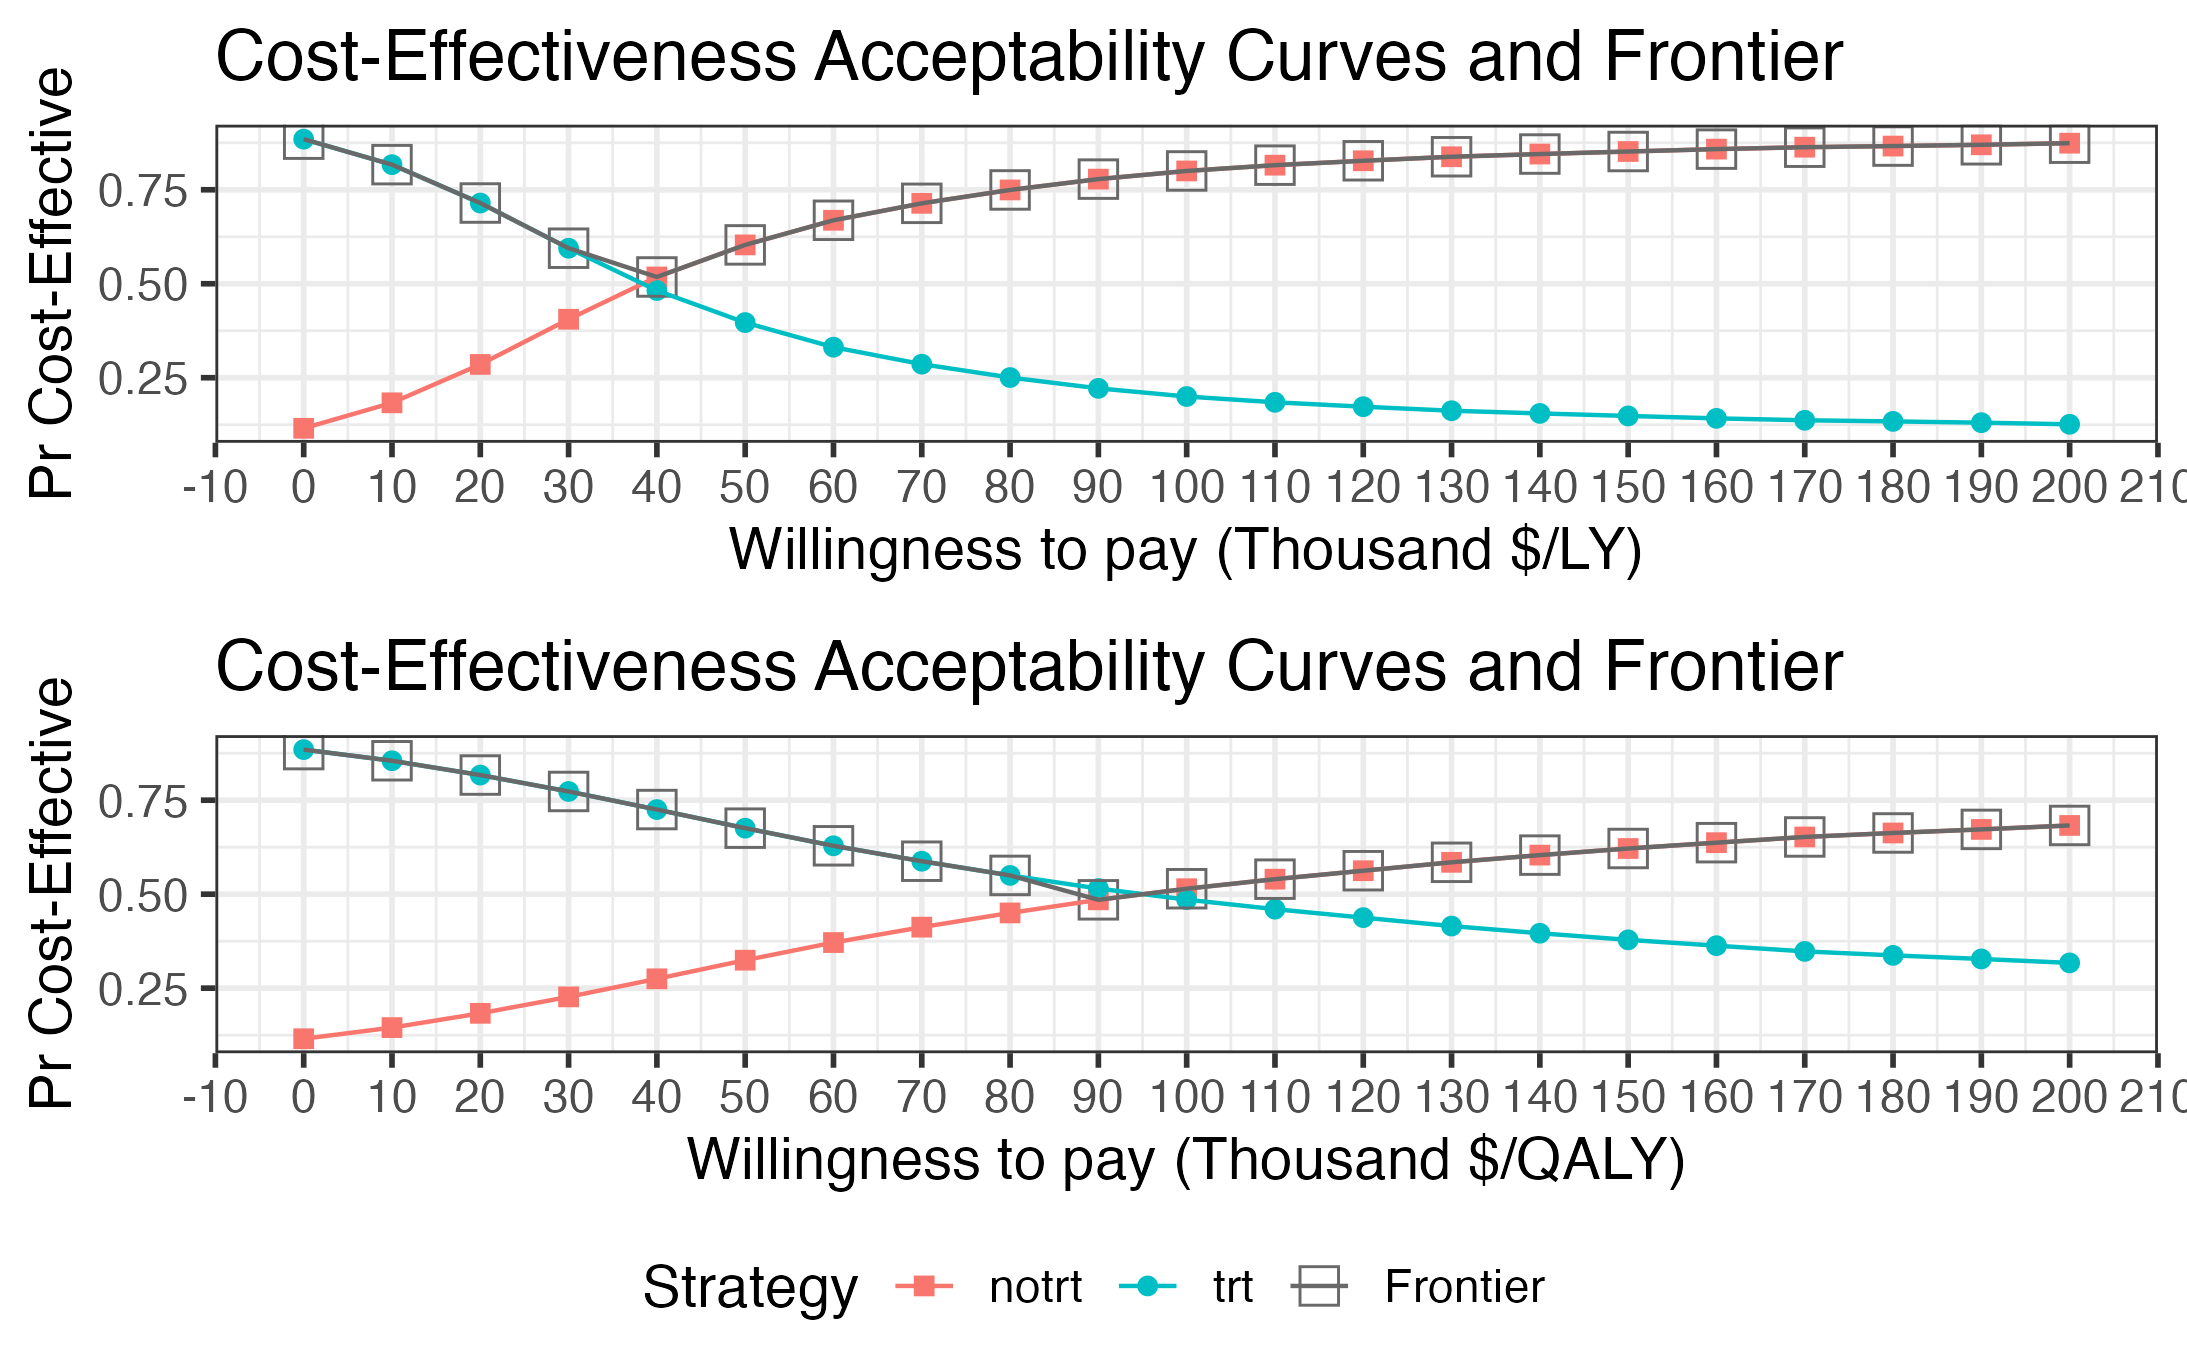 Cost-Effectiveness Acceptability Curves and Frontier
Pr Cost-Effective
0.75
0.50
0.25
-10 0 10 20 30 40 50 60 70 80 90 100 110 120 130 140 150 160 170 180 190 200 210
Willingness to pay (Thousand $/LY)
Cost-Effectiveness Acceptability Curves and Frontier
Pr Cost-Effective
0.75
0.50
0.25
-10 0 10 20 30 40 50 60 70 80 90 100 110 120 130 140 150 160 170 180 190 200 210
Willingness to pay (Thousand $/QALY)
Strategy notrt trt Frontier